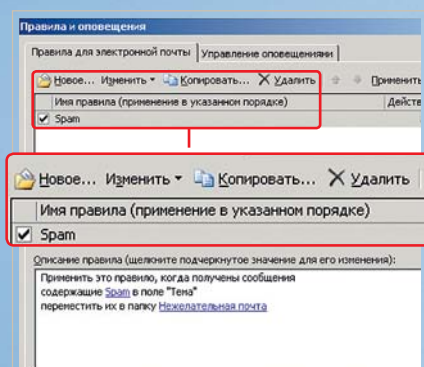 Правила и оповещения
Правила для электронной почты Управление оповещениями
Новое... Изменить Копировать... Удалить Применить
Имя правила (применение в указанном порядке) Действ
Spam
Новое... Изменить Копировать... Удалить
Имя правила (применение в указанном порядке)
Spam
Описание правила (щелкните подчеркнутое значение для его изменения):
Применить это правило, когда получены сообщения
содержащие Spam в поле "Тема"
переместить их в папку Нежелательная почта